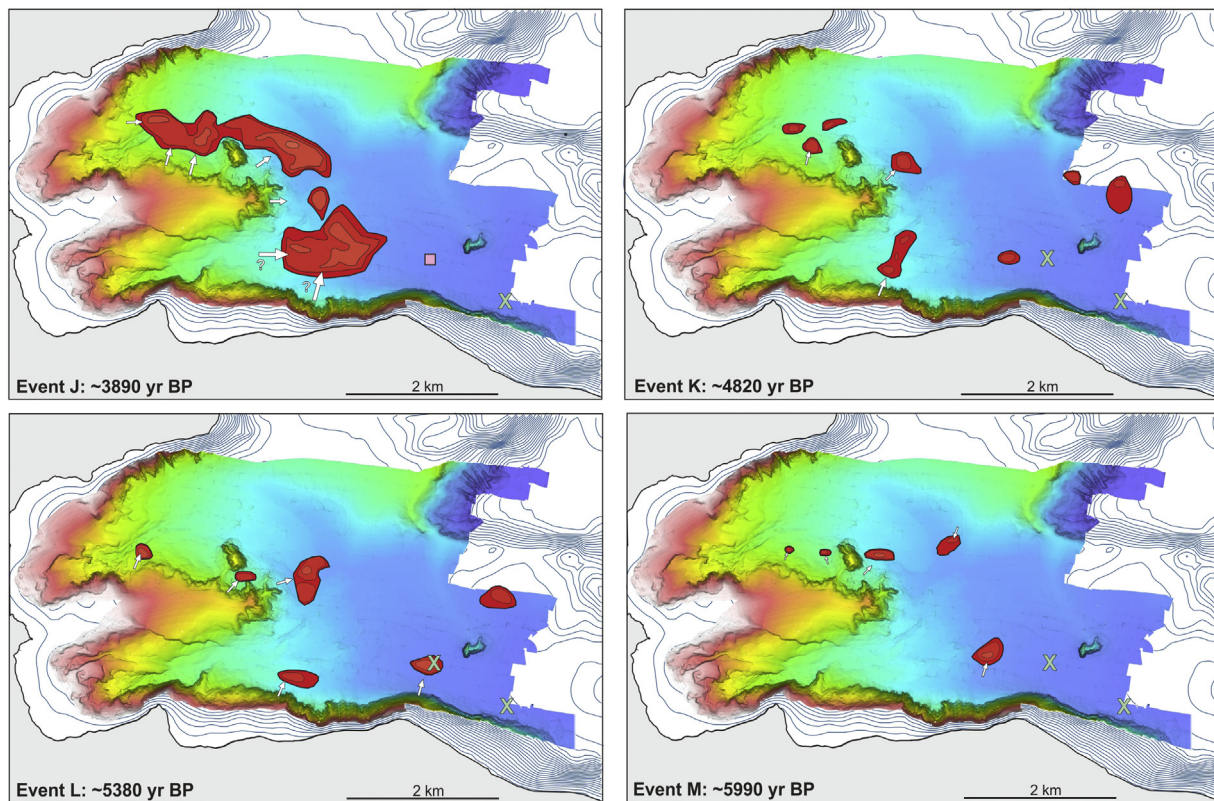 ?
?
X
Event J: ~3890 yr BP
2 km
X
X
Event K: ~4820 yr BP
2 km
X
X
Event L: ~5380 yr BP
2 km
X
X
Event M: ~5990 yr BP
2 km